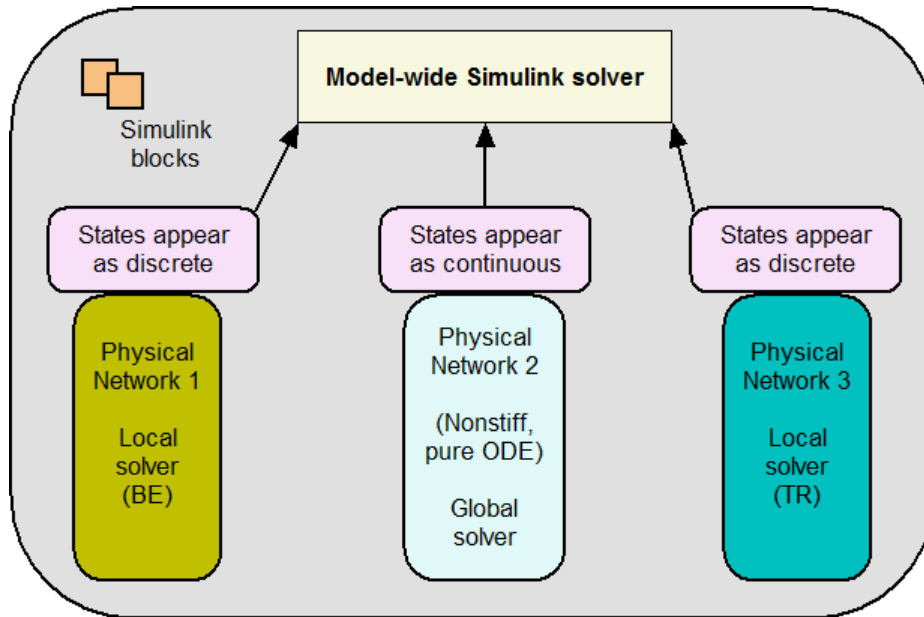 Model-wide Simulink solver
Simulink
blocks
States appear
as discrete
States appear
as continuous
States appear
as discrete
Physical
Network 1
Local
solver
(BE)
Physical
Network 2
(Nonstiff,
pure ODE)
Global
solver
Physical
Network 3
Local
solver
(TR)